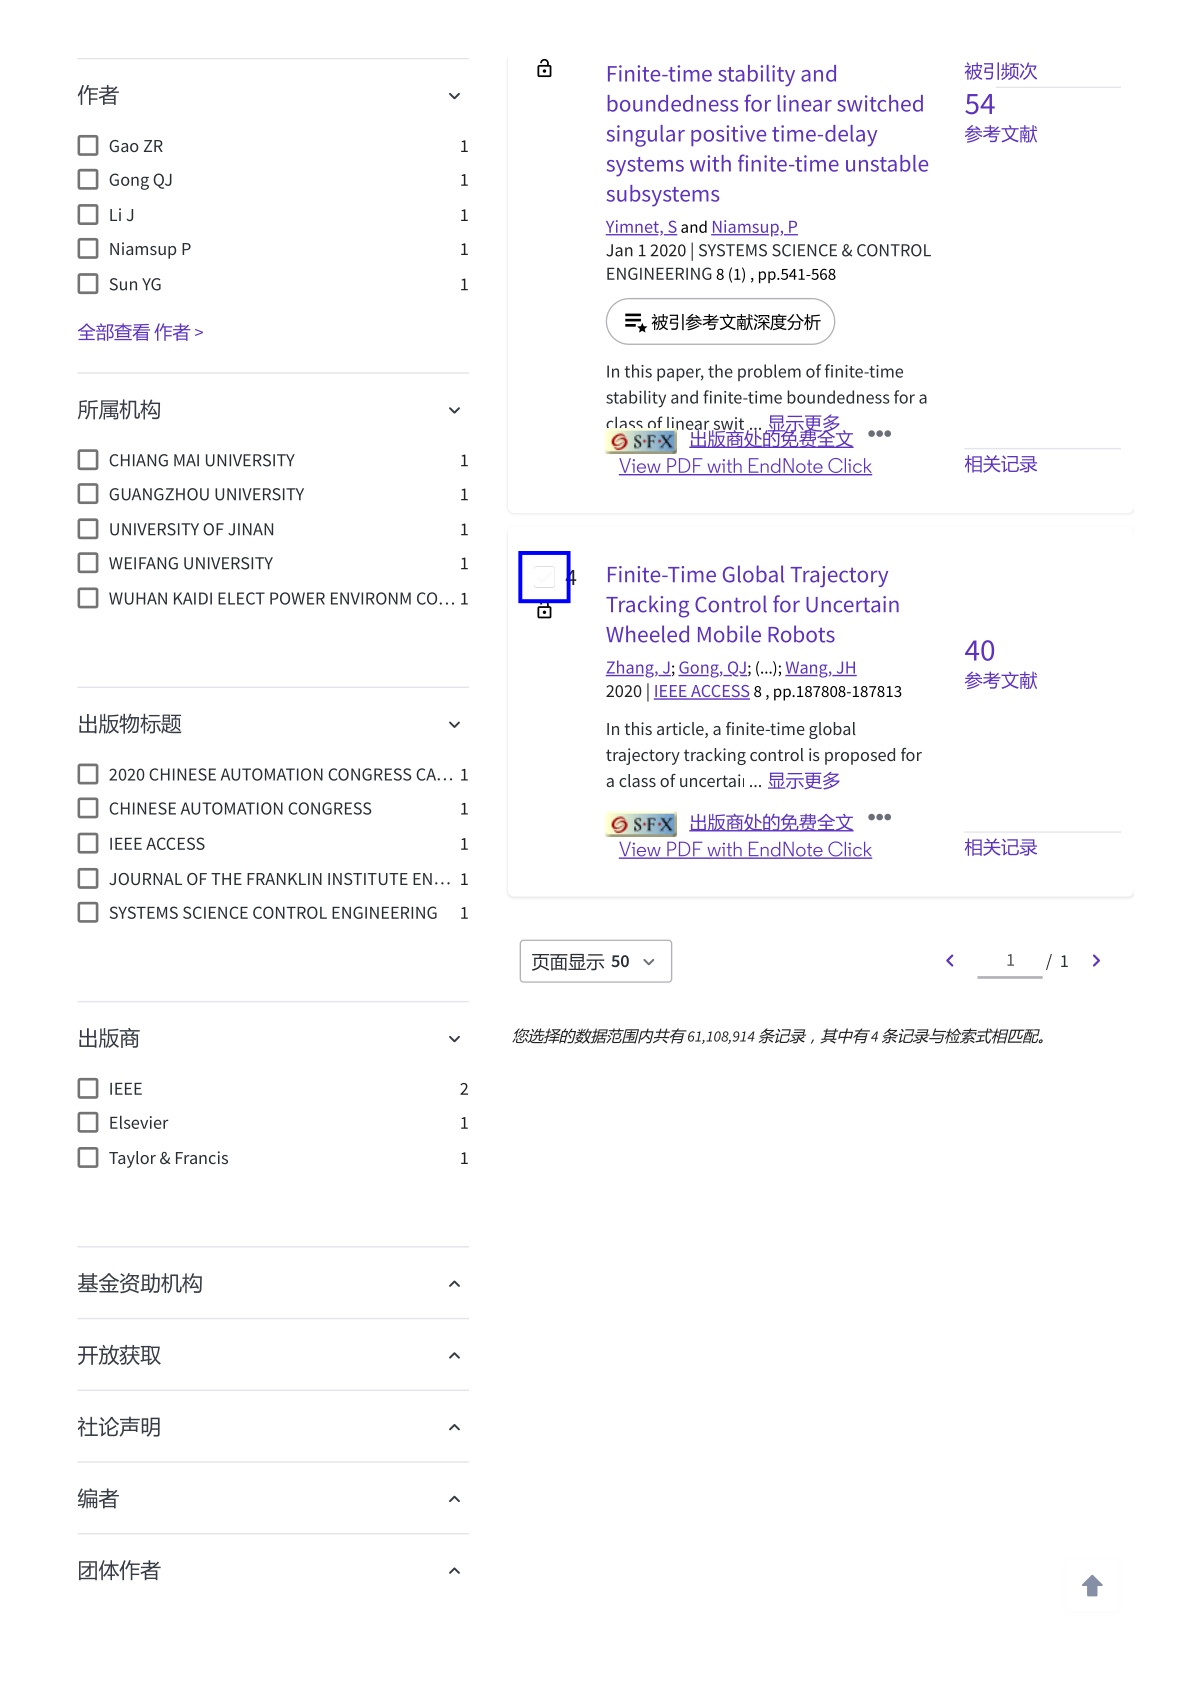 作者
Gao ZR 1
Gong QJ 1
Li J 1
Niamsup P 1
Sun YG 1
全部查看 作者 >
所属机构
CHIANG MAI UNIVERSITY 1
GUANGZHOU UNIVERSITY 1
UNIVERSITY OF JINAN 1
WEIFANG UNIVERSITY 1
WUHAN KAIDI ELECT POWER ENVIRONM CO... 1
出版物标题
2020 CHINESE AUTOMATION CONGRESS CA... 1
CHINESE AUTOMATION CONGRESS 1
IEEE ACCESS 1
JOURNAL OF THE FRANKLIN INSTITUTE EN... 1
SYSTEMS SCIENCE CONTROL ENGINEERING 1
出版商
IEEE 2
Elsevier 1
Taylor & Francis 1
基金资助机构
开放获取
社论声明
编者
团体作者
Finite-time stability and
boundedness for linear switched
singular positive time-delay
systems with finite-time unstable
subsystems
Yimnet, S and Niamsup, P
Jan 1 2020 | SYSTEMS SCIENCE & CONTROL
ENGINEERING 8 (1) , pp.541-568
被引参考文献深度分析
In this paper, the problem of finite-time
stability and finite-time boundedness for a
class of linear swit ... 显示更多
S·F·X 出版商处的免费全文 •••
View PDF with EndNote Click
被引频次
54
参考文献
相关记录
4
Finite-Time Global Trajectory
Tracking Control for Uncertain
Wheeled Mobile Robots
Zhang, J; Gong, QJ; (...); Wang, JH
2020 | IEEE ACCESS 8 , pp.187808-187813
In this article, a finite-time global
trajectory tracking control is proposed for
a class of uncertai ... 显示更多
S·F·X 出版商处的免费全文 •••
View PDF with EndNote Click
40
参考文献
相关记录
页面显示 50
1 / 1
您选择的数据范围内共有 61,108,914 条记录，其中有 4 条记录与检索式相匹配。